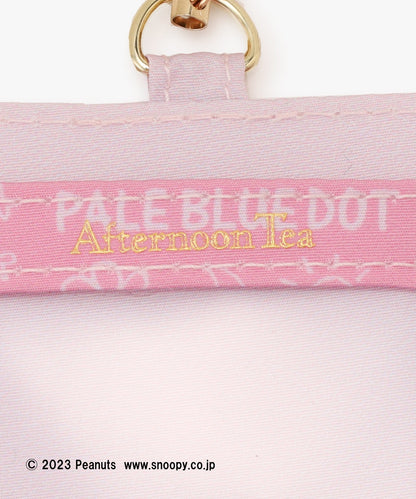 PALE BLUE DOT
Afternoon Tea
© 2023 Peanuts www.snoopy.co.jp